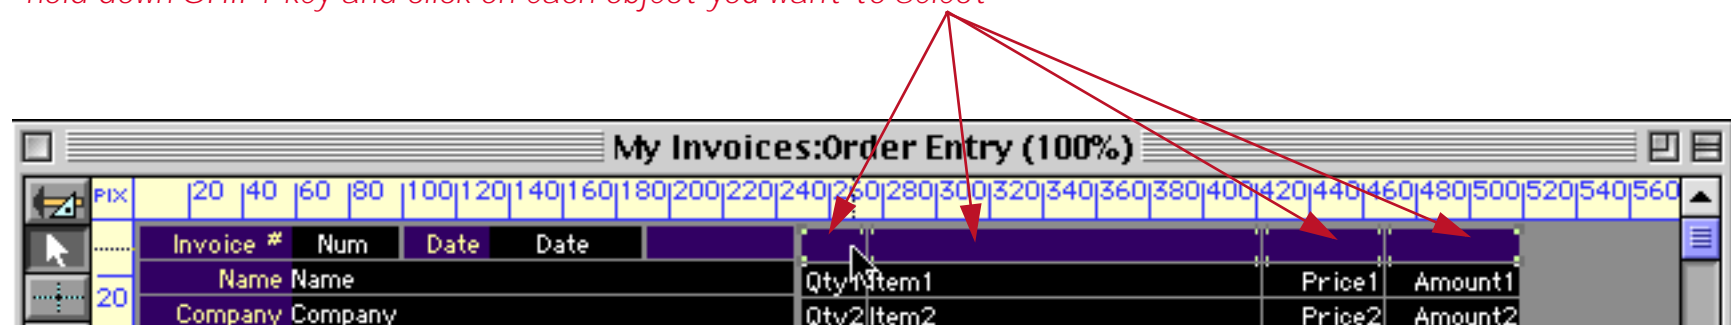 hold down SHIFT key and click on each object you want to Select
My Invoices:Order Entry (100%)
PIX |20 |40 |60 |80 |100|120|140|160|180|200|220|240|260|280|300|320|340|360|380|400|420|440|460|480|500|520|540|560
Invoice # Num Date Date
Name Name Qty1 Item1 Price1 Amount1
20
Company Company Qty2 Item2 Price2 Amount2